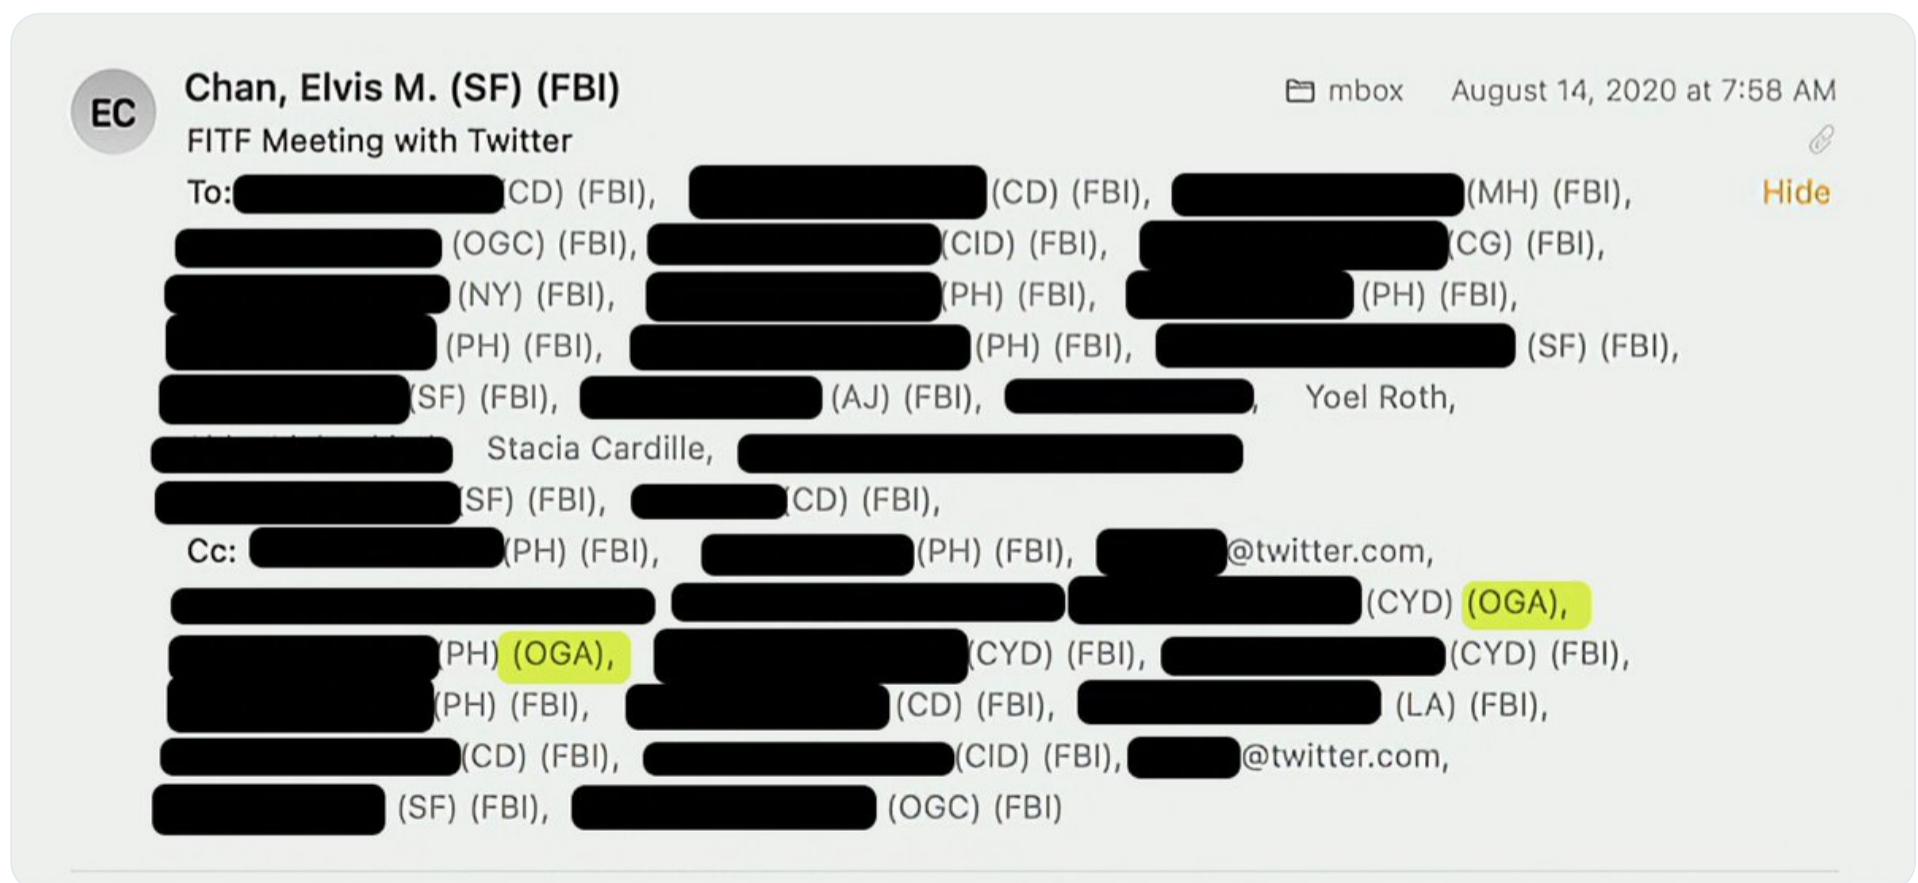 EC
Chan, Elvis M. (SF) (FBI)
mbox August 14, 2020 at 7:58 AM
FITF Meeting with Twitter
To: (CD) (FBI), (CD) (FBI), (MH) (FBI), Hide
(OGC) (FBI), (CID) (FBI), (CG) (FBI),
(NY) (FBI), (PH) (FBI), (PH) (FBI),
(PH) (FBI), (PH) (FBI), (SF) (FBI),
(SF) (FBI), (AJ) (FBI), , Yoel Roth,
Stacia Cardille,
(SF) (FBI), (CD) (FBI),
Cc: (PH) (FBI), (PH) (FBI), @twitter.com,
(CYD) (OGA),
(PH) (OGA), (CYD) (FBI), (CYD) (FBI),
(PH) (FBI), (CD) (FBI), (LA) (FBI),
(CD) (FBI), (CID) (FBI), @twitter.com,
(SF) (FBI), (OGC) (FBI)